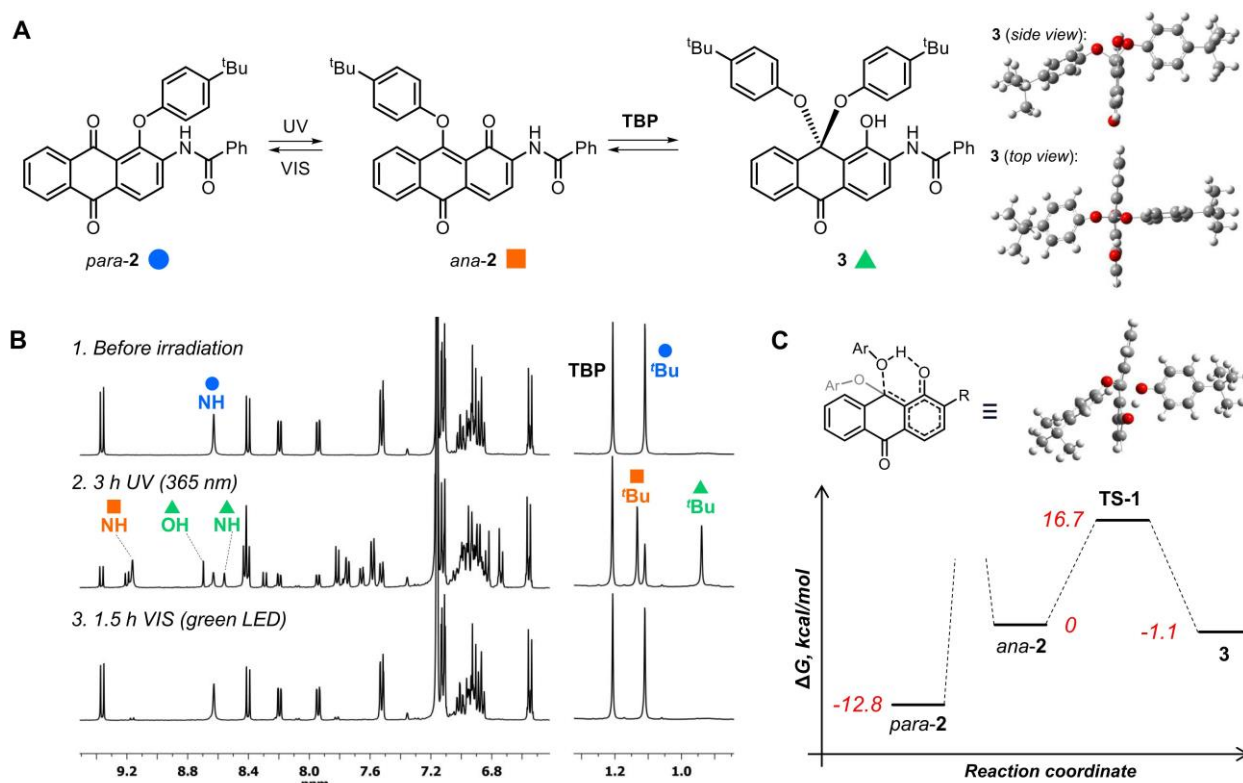 A
tBu
O
O
NH
Ph
O
O
para-2
UV
VIS
tBu
O
O
H
N
Ph
O
O
ana-2
TBP
tBu
tBu
O
O
OH
H
N
Ph
O
O
3
3 (side view):
3 (top view):
B
1. Before irradiation
NH
TBP
tBu
2. 3 h UV (365 nm)
NH
OH
NH
tBu
tBu
3. 1.5 h VIS (green LED)
9.2 8.8 8.4 8.0 7.6 7.2 6.8
ppm
1.2 1.0
C
Ar
O
H
O
Ar
O
R
O
≡
ΔG, kcal/mol
TS-1
16.7
ana-2
0
-1.1
3
-12.8
para-2
Reaction coordinate